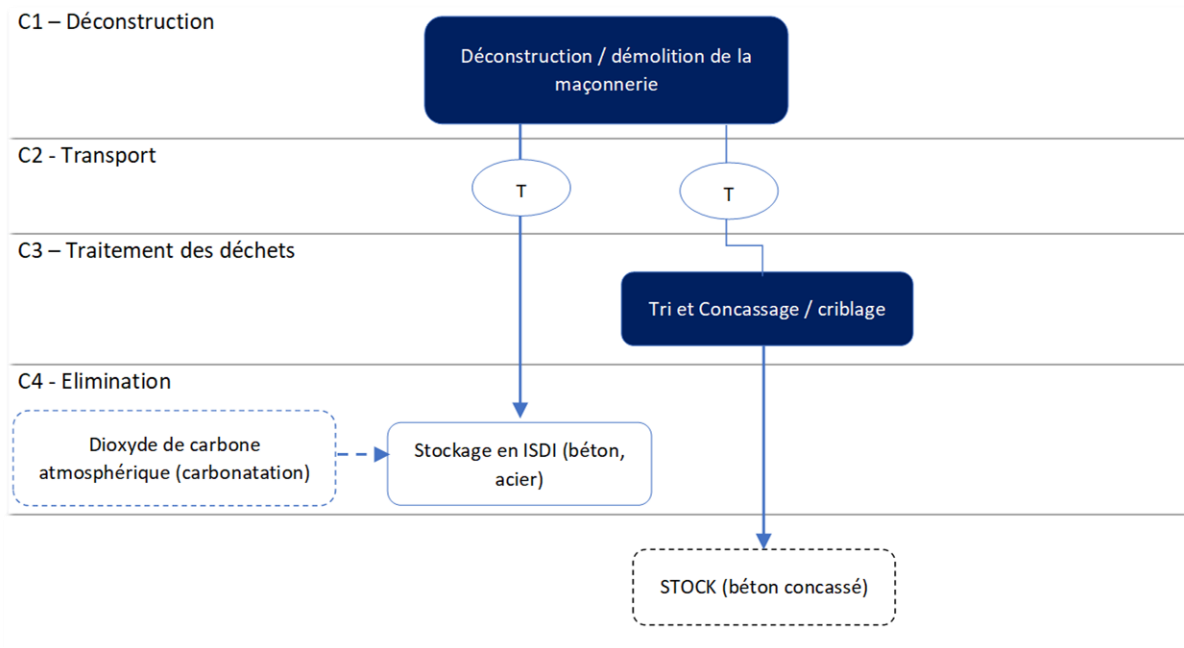 C1 – Déconstruction
Déconstruction / démolition de la
maçonnerie
C2 - Transport
T
T
C3 – Traitement des déchets
Tri et Concassage / criblage
C4 - Elimination
Dioxyde de carbone
atmosphérique (carbonatation)
Stockage en ISDI (béton,
acier)
STOCK (béton concassé)